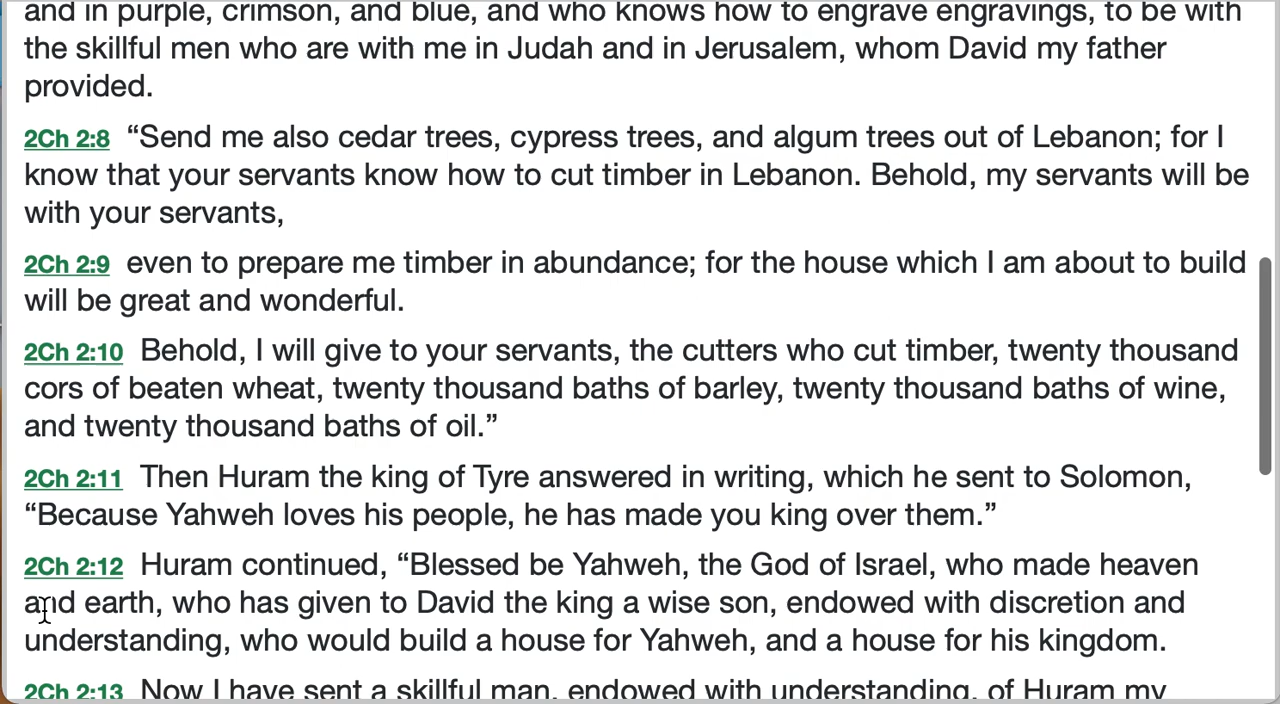 and in purple, crimson, and blue, and who knows how to engrave engravings, to be with
the skillful men who are with me in Judah and in Jerusalem, whom David my father
provided.
2Ch 2:8 “Send me also cedar trees, cypress trees, and algum trees out of Lebanon; for I
know that your servants know how to cut timber in Lebanon. Behold, my servants will be
with your servants,
2Ch 2:9 even to prepare me timber in abundance; for the house which I am about to build
will be great and wonderful.
2Ch 2:10 Behold, I will give to your servants, the cutters who cut timber, twenty thousand
cors of beaten wheat, twenty thousand baths of barley, twenty thousand baths of wine,
and twenty thousand baths of oil.”
2Ch 2:11 Then Huram the king of Tyre answered in writing, which he sent to Solomon,
“Because Yahweh loves his people, he has made you king over them.”
2Ch 2:12 Huram continued, “Blessed be Yahweh, the God of Israel, who made heaven
and earth, who has given to David the king a wise son, endowed with discretion and
understanding, who would build a house for Yahweh, and a house for his kingdom.
2Ch 2:13 Now I have sent a skillful man, endowed with understanding, of Huram my